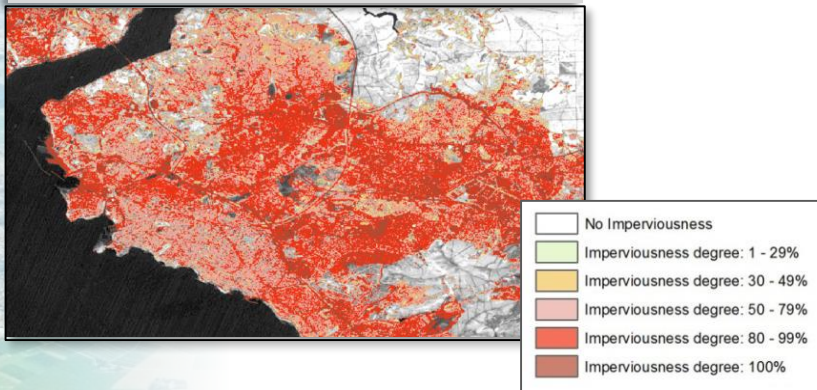 No Imperviousness
Imperviousness degree: 1 - 29%
Imperviousness degree: 30 - 49%
Imperviousness degree: 50 - 79%
Imperviousness degree: 80 - 99%
Imperviousness degree: 100%